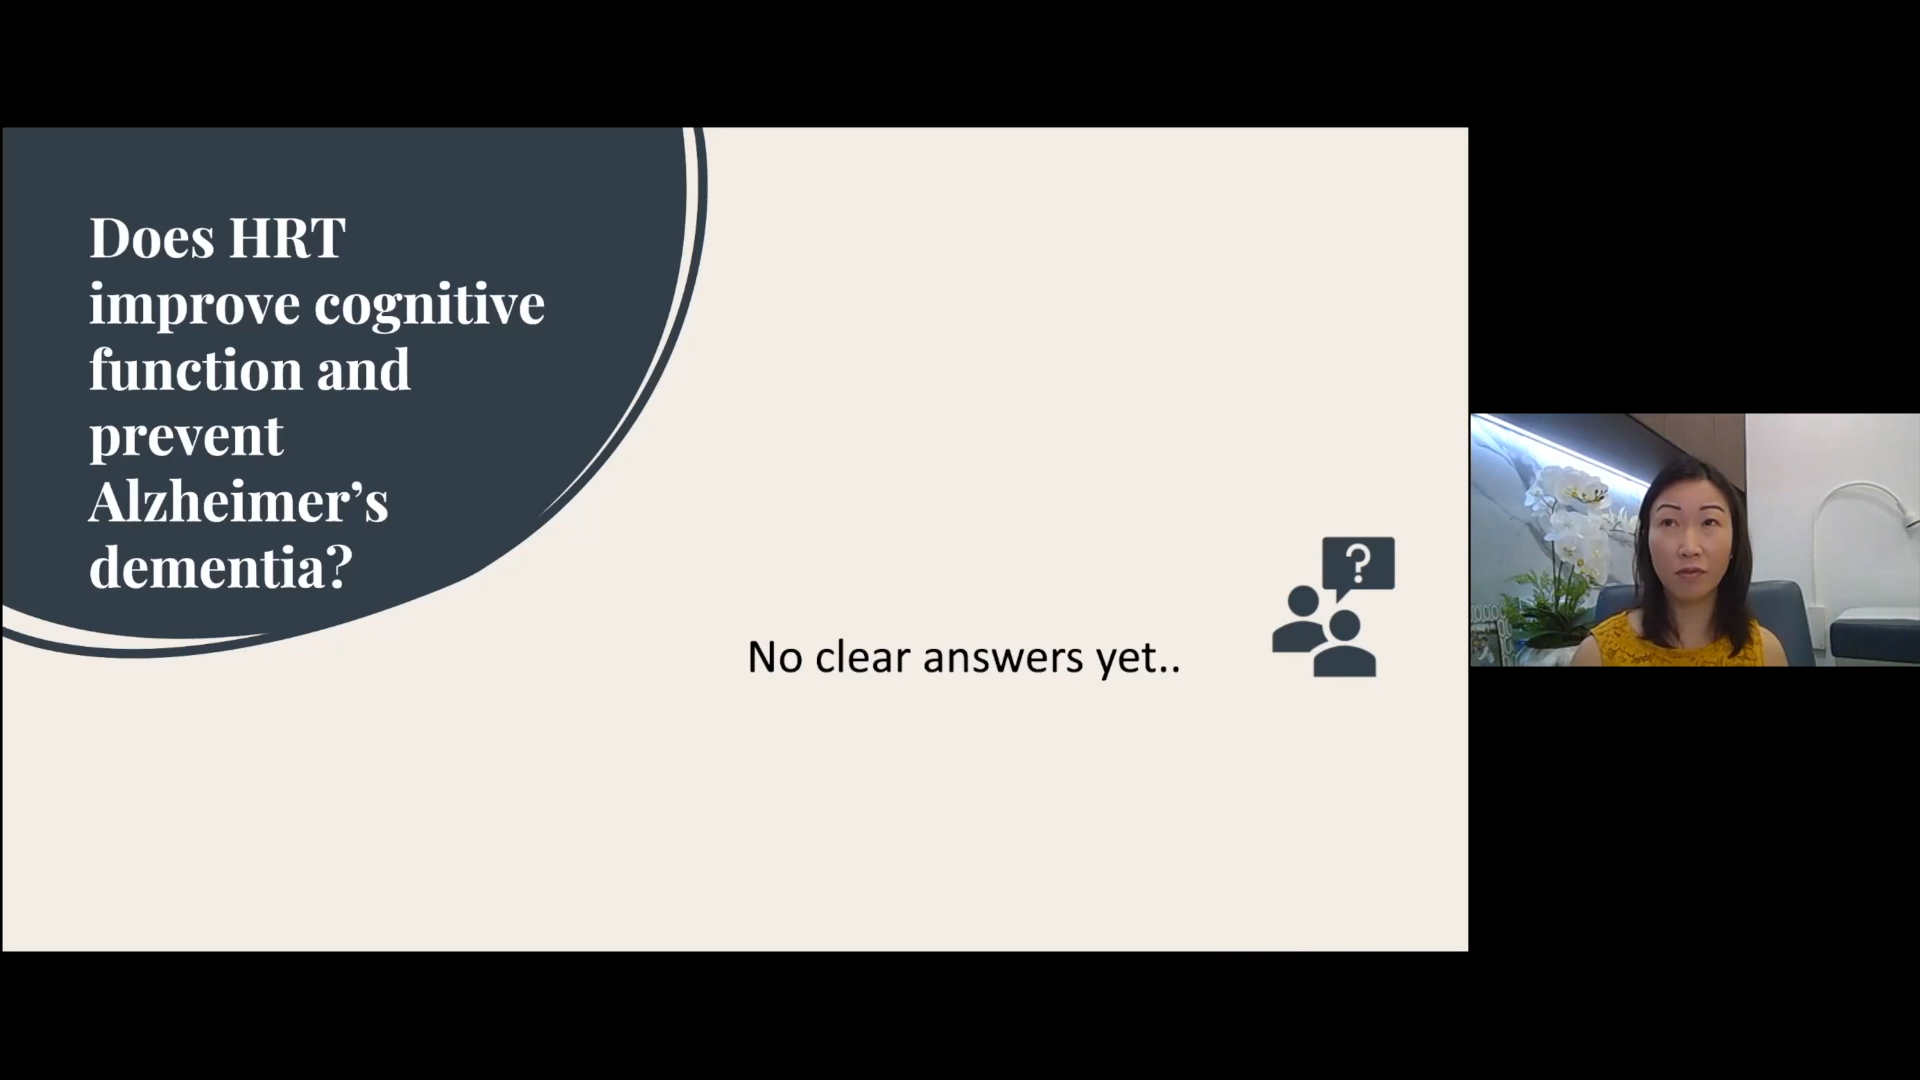 Does HRT
improve cognitive
function and
prevent
Alzheimer’s
dementia?
?
No clear answers yet..